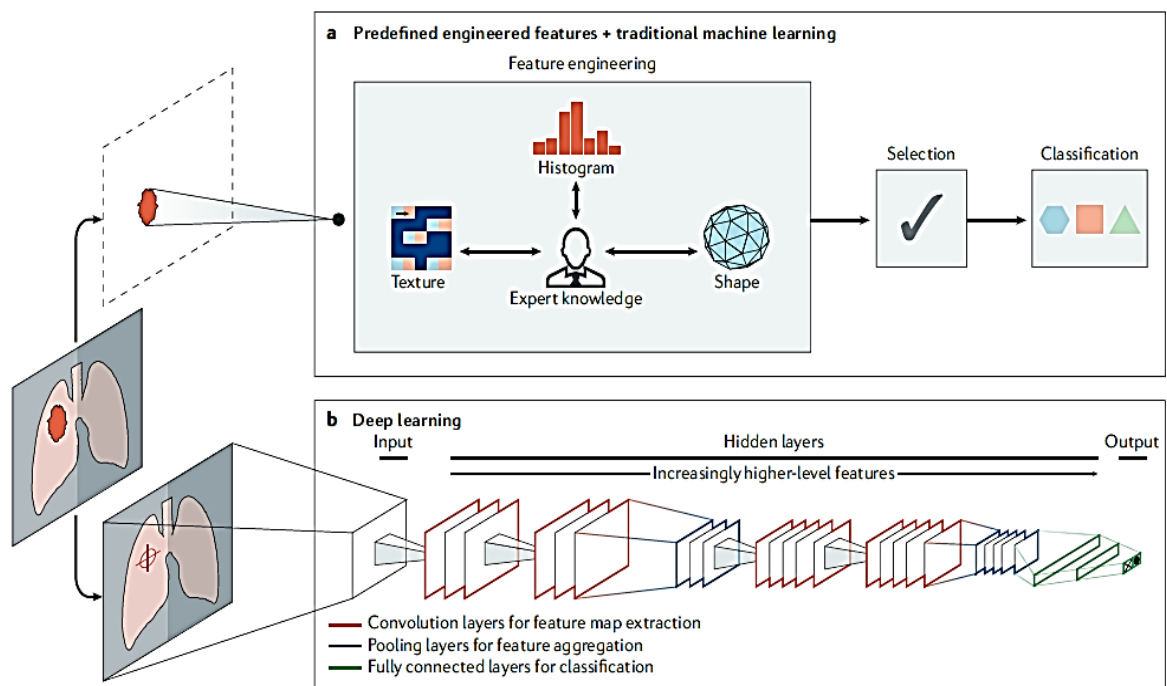 a Predefined engineered features + traditional machine learning
Feature engineering
Histogram
Texture
Expert knowledge
Shape
Selection
Classification
b Deep learning
Input
Hidden layers
Output
Increasingly higher-level features
Convolution layers for feature map extraction
Pooling layers for feature aggregation
Fully connected layers for classification